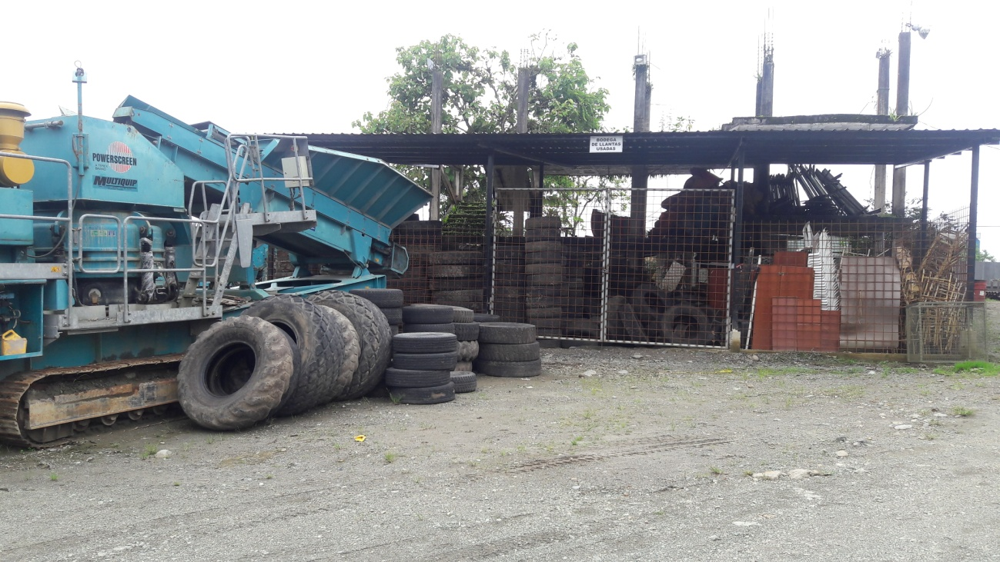 POWERSCREEN
MULTIQUIP
BODEGA
DE LLANTAS
USADAS